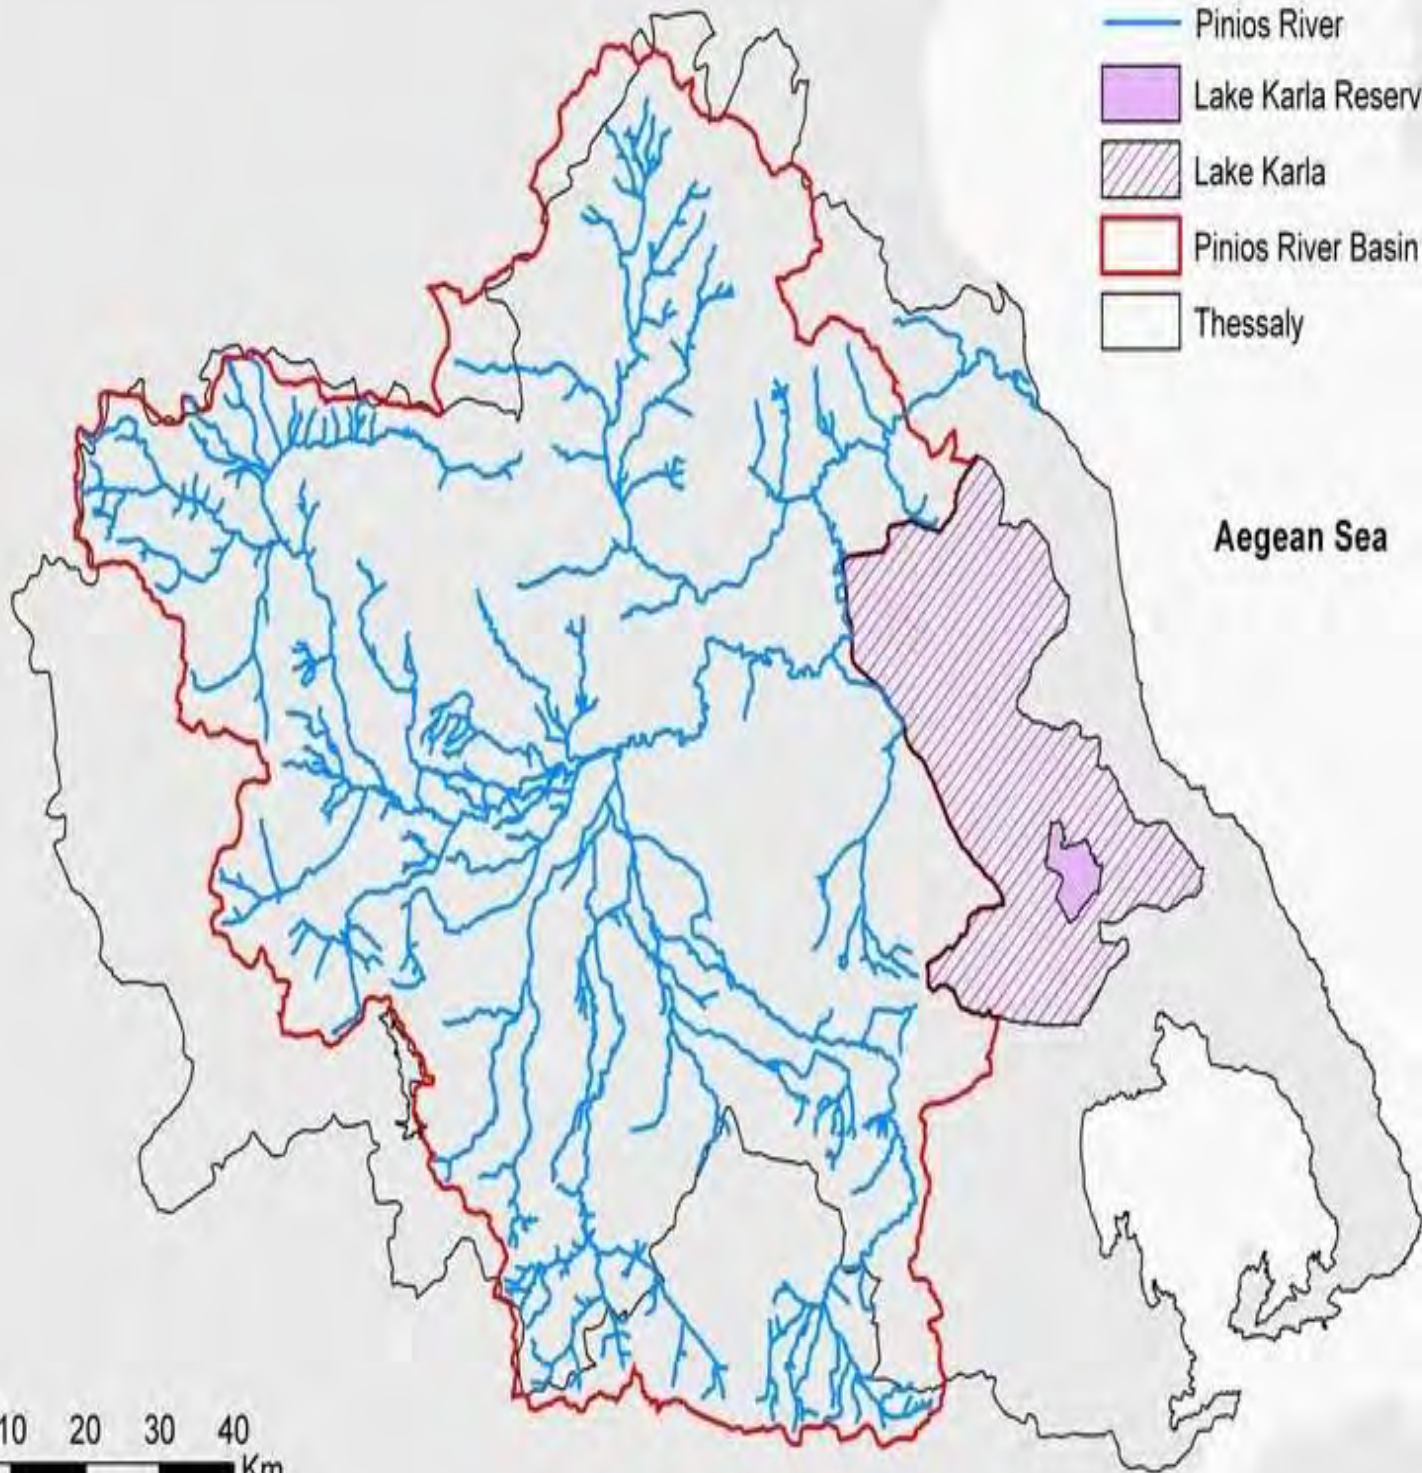 Pinios River
Lake Karla Reserv
Lake Karla
Pinios River Basin
Thessaly
Aegean Sea
10 20 30 40
Km